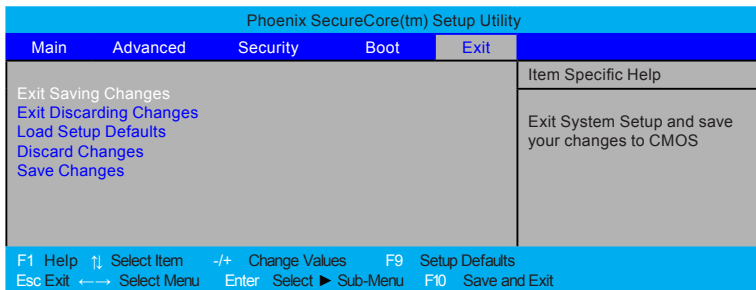 Phoenix SecureCore(tm) Setup Utility
Main Advanced Security Boot Exit
Item Specific Help
Exit Saving Changes
Exit Discarding Changes
Load Setup Defaults
Discard Changes
Save Changes
Exit System Setup and save
your changes to CMOS
F1 Help ↑↓ Select Item -/+ Change Values F9 Setup Defaults
Esc Exit ←→ Select Menu Enter Select ► Sub-Menu F10 Save and Exit